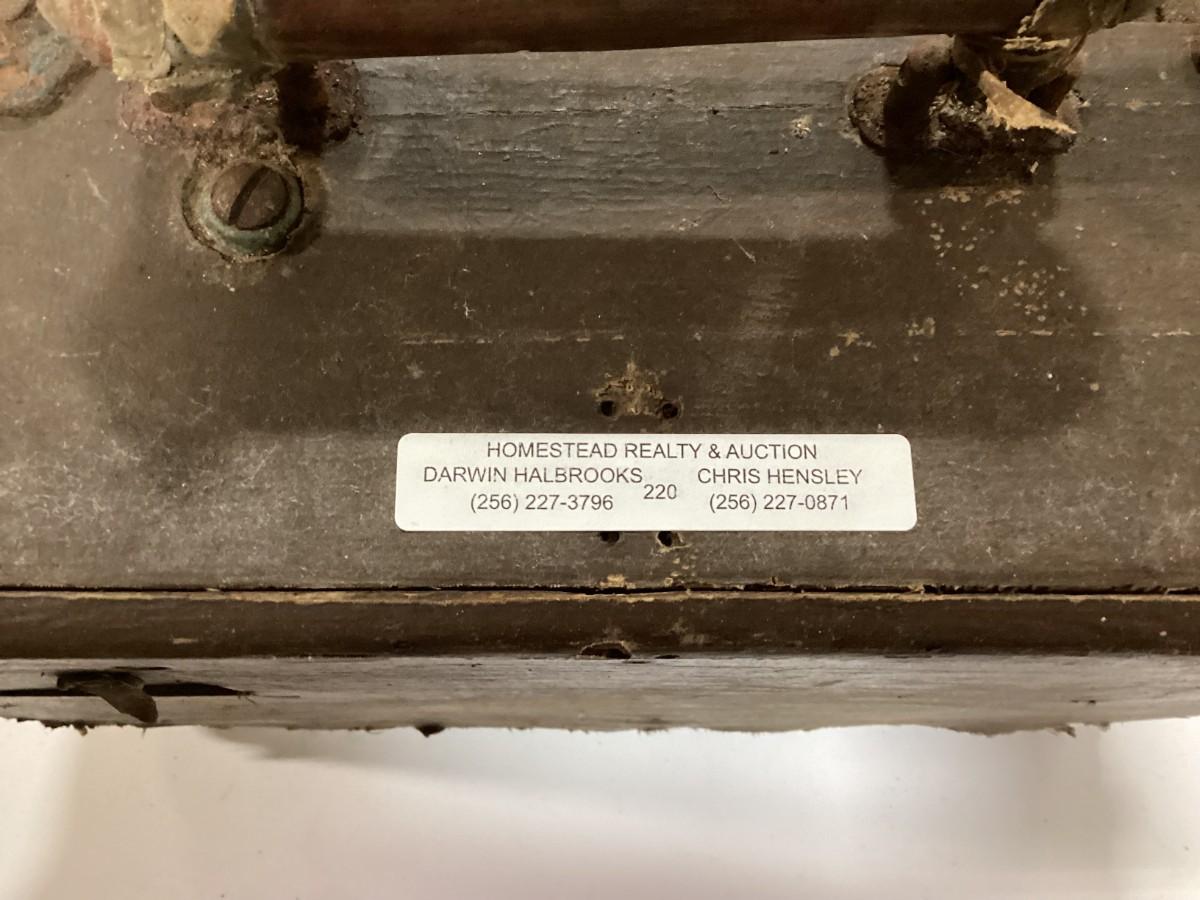 HOMESTEAD REALTY & AUCTION
DARWIN HALBROOKS CHRIS HENSLEY
220
(256) 227-3796 (256) 227-0871